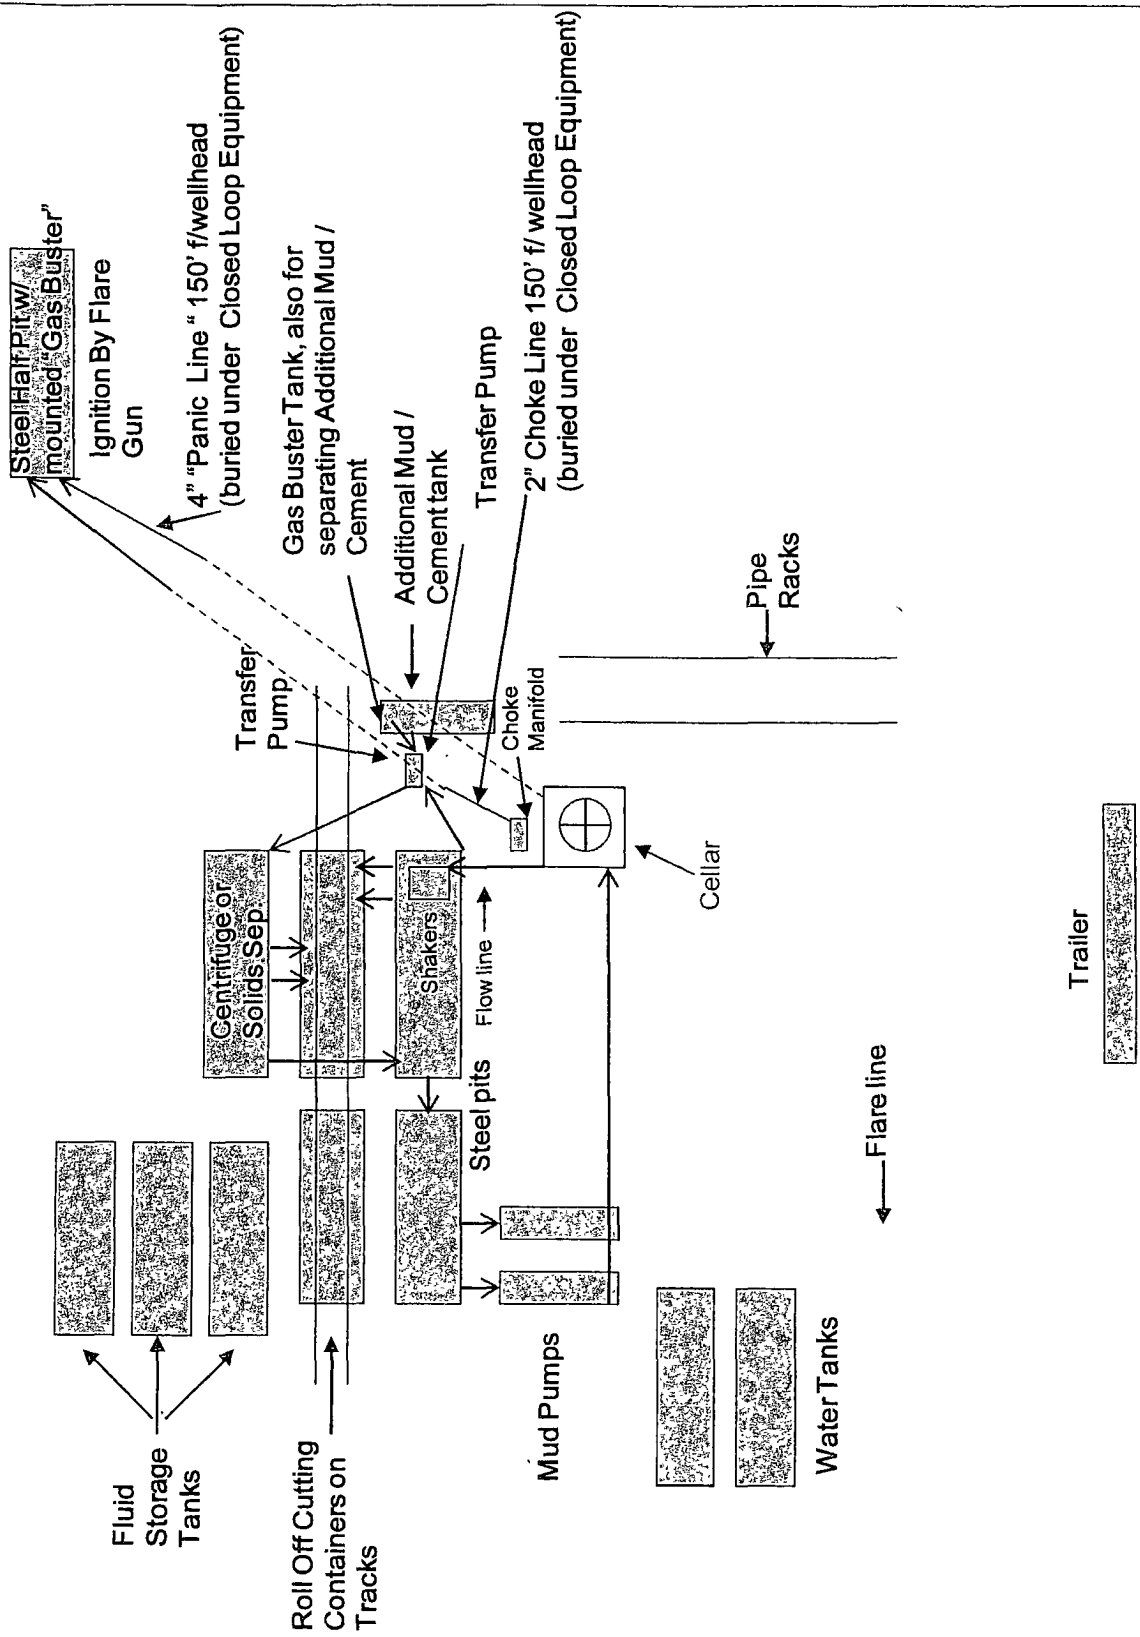 Fluid
Storage
Tanks
Roll Off Cutting
Containers on
Tracks
Centrifuge or
Solids Sep.
Shakers
Flow line
Steel pits
Mud Pumps
Water Tanks
Flare line
Trailer
Cellar
Pipe
Racks
Choke
Manifold
Transfer
Pump
Steel Half Pit w/
mounted "Gas Buster"
Ignition By Flare
Gun
4" "Panic Line " 150' f/wellhead
(buried under Closed Loop Equipment)
Gas Buster Tank, also for
separating Additional Mud /
Cement
Additional Mud /
Cement tank
Transfer Pump
2" Choke Line 150' f/ wellhead
(buried under Closed Loop Equipment)